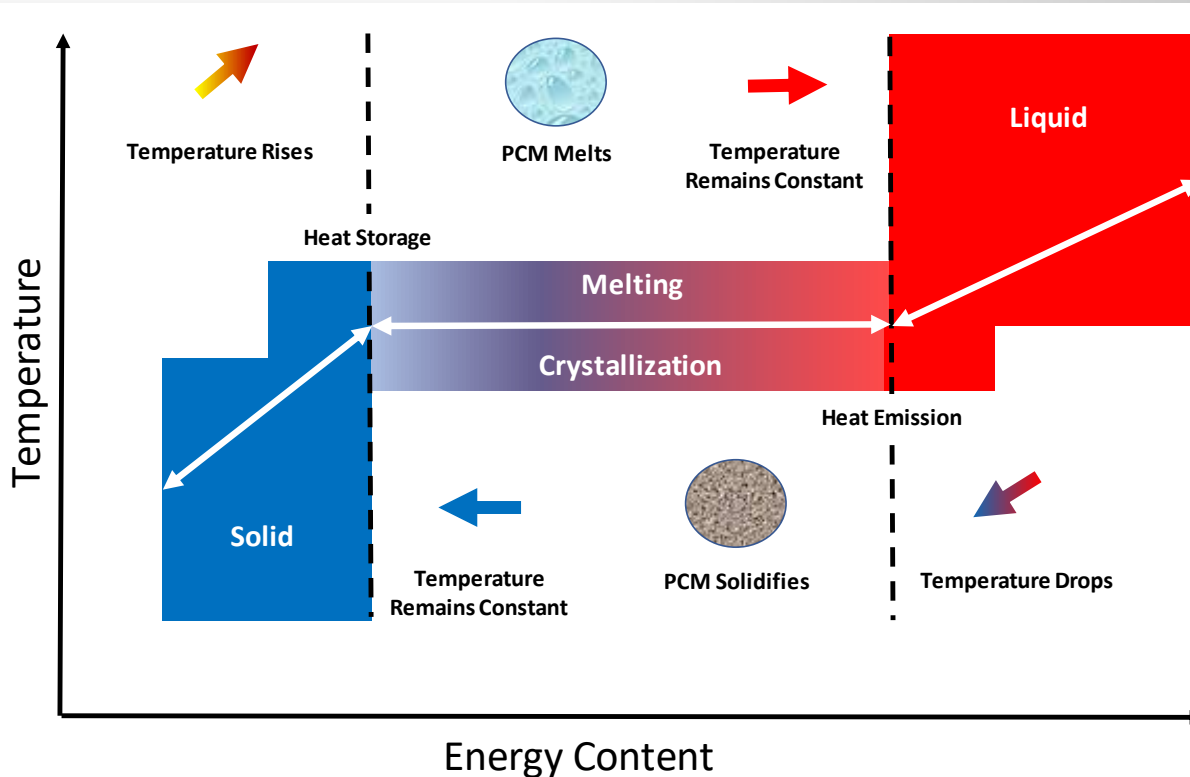 Temperature Rises
PCM Melts
Temperature
Remains Constant
Liquid
Heat Storage
Melting
Crystallization
Heat Emission
Solid
Temperature
Remains Constant
PCM Solidifies
Temperature Drops
Temperature
Energy Content